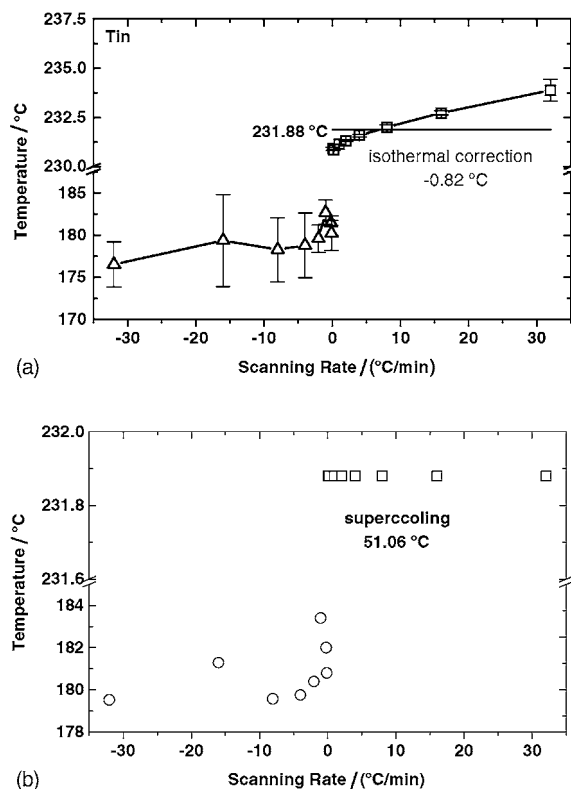 Tin
237.5
235.0
232.5
230.0
185
180
175
170
231.88 °C
isothermal correction
-0.82 °C
-30 -20 -10 0 10 20 30
Temperature / °C
Scanning Rate / (°C/min)
(a)
232.0
231.8
231.6
184
182
180
178
superccoling
51.06 °C
-30 -20 -10 0 10 20 30
Temperature / °C
Scanning Rate / (°C/min)
(b)